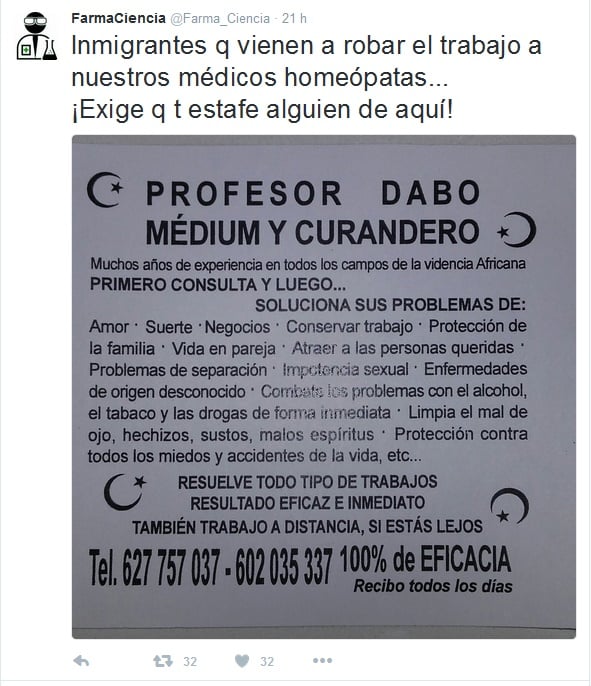 FarmaCiencia @Farma_Ciencia · 21 h
Inmigrantes q vienen a robar el trabajo a
nuestros médicos homeópatas...
¡Exige q t estafe alguien de aquí!
PROFESOR DABO
MÉDIUM Y CURANDERO
Muchos años de experiencia en todos los campos de la videncia Africana
PRIMERO CONSULTA Y LUEGO...
SOLUCIONA SUS PROBLEMAS DE:
Amor · Suerte · Negocios · Conservar trabajo · Protección de
la familia · Vida en pareja · Atraer a las personas queridas ·
Problemas de separación · Impotencia sexual · Enfermedades
de origen desconocido · Combate los problemas con el alcohol,
el tabaco y las drogas de forma inmediata · Limpia el mal de
ojo, hechizos, sustos, malos espíritus · Protección contra
todos los miedos y accidentes de la vida, etc...
RESUELVE TODO TIPO DE TRABAJOS
RESULTADO EFICAZ E INMEDIATO
TAMBIÉN TRABAJO A DISTANCIA, SI ESTÁS LEJOS
Tel. 627 757 037 - 602 035 337 100% de EFICACIA
Recibo todos los días
32 32